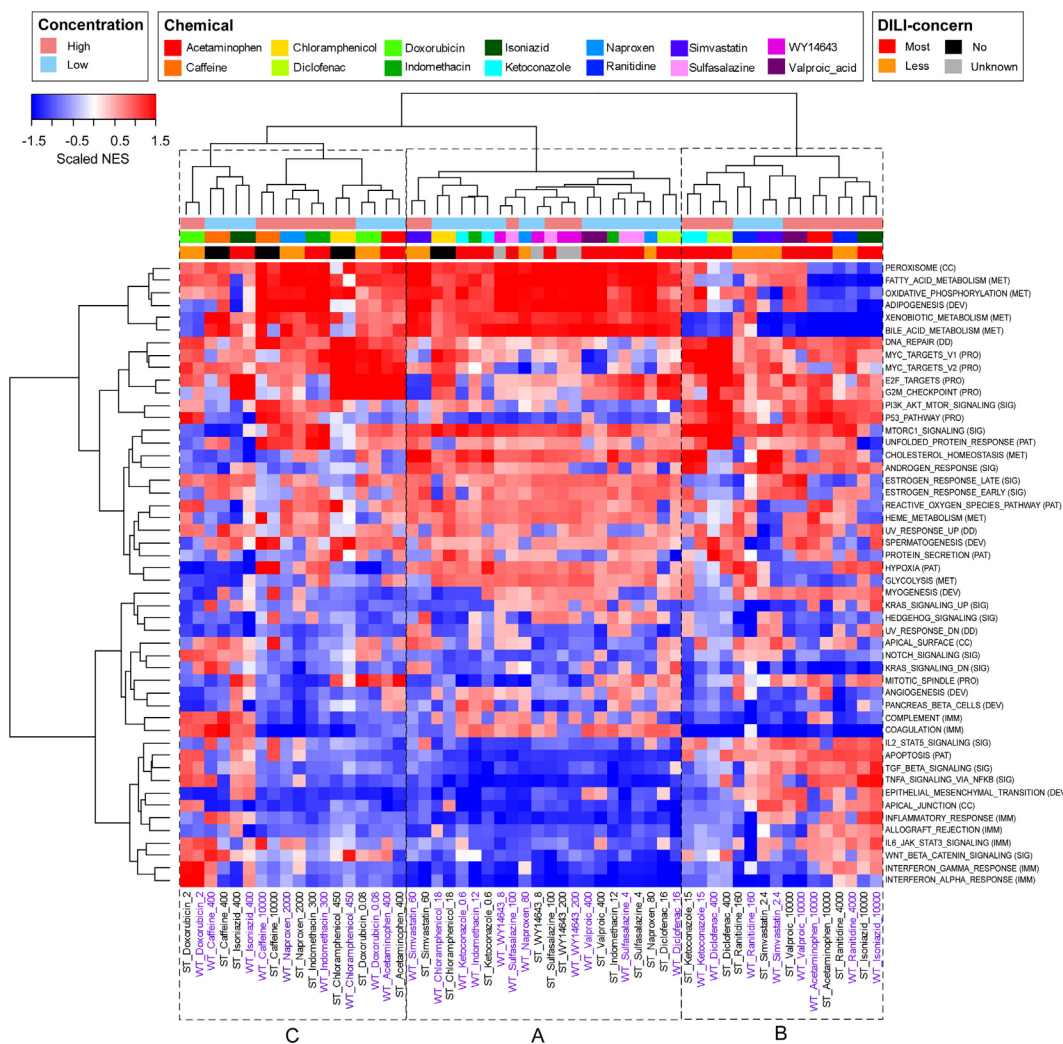 Concentration
High
Low
Chemical
Acetaminophen Chloramphenicol Doxorubicin Isoniazid Naproxen Simvastatin WY14643
Caffeine Diclofenac Indomethacin Ketoconazole Ranitidine Sulfasalazine Valproic_acid
DILI-concern
Most No
Less Unknown
-1.5 -0.5 0.5 1.5
Scaled NES
PEROXISOME (CC)
FATTY_ACID_METABOLISM (MET)
OXIDATIVE_PHOSPHORYLATION (MET)
ADIPOGENESIS (DEV)
XENOBIOTIC_METABOLISM (MET)
BILE_ACID_METABOLISM (MET)
DNA_REPAIR (DD)
MYC_TARGETS_V1 (PRO)
MYC_TARGETS_V2 (PRO)
E2F_TARGETS (PRO)
G2M_CHECKPOINT (PRO)
PI3K_AKT_MTOR_SIGNALING (SIG)
P53_PATHWAY (PRO)
MTORC1_SIGNALING (SIG)
UNFOLDED_PROTEIN_RESPONSE (PAT)
CHOLESTEROL_HOMEOSTASIS (MET)
ANDROGEN_RESPONSE (SIG)
ESTROGEN_RESPONSE_LATE (SIG)
ESTROGEN_RESPONSE_EARLY (SIG)
REACTIVE_OXYGEN_SPECIES_PATHWAY (PAT)
HEME_METABOLISM (MET)
UV_RESPONSE_UP (DD)
SPERMATOGENESIS (DEV)
PROTEIN_SECRETION (PAT)
HYPOXIA (PAT)
GLYCOLYSIS (MET)
MYOGENESIS (DEV)
KRAS_SIGNALING_UP (SIG)
HEDGEHOG_SIGNALING (SIG)
UV_RESPONSE_DN (DD)
APICAL_SURFACE (CC)
NOTCH_SIGNALING (SIG)
KRAS_SIGNALING_DN (SIG)
MITOTIC_SPINDLE (PRO)
ANGIOGENESIS (DEV)
PANCREAS_BETA_CELLS (DEV)
COMPLEMENT (IMM)
COAGULATION (IMM)
IL2_STAT5_SIGNALING (SIG)
APOPTOSIS (PAT)
TGF_BETA_SIGNALING (SIG)
TNFA_SIGNALING_VIA_NFKB (SIG)
EPITHELIAL_MESENCHYMAL_TRANSITION (DEV
APICAL_JUNCTION (CC)
INFLAMMATORY_RESPONSE (IMM)
ALLOGRAFT_REJECTION (IMM)
IL6_JAK_STAT3_SIGNALING (IMM)
WNT_BETA_CATENIN_SIGNALING (SIG)
INTERFERON_GAMMA_RESPONSE (IMM)
INTERFERON_ALPHA_RESPONSE (IMM)
ST_Doxorubicin_2
WT_Doxorubicin_2
WT_Caffeine_400
ST_Caffeine_400
ST_Isoniazid_400
WT_Isoniazid_400
WT_Caffeine_10000
ST_Caffeine_10000
WT_Naproxen_2000
ST_Naproxen_2000
ST_Indomethacin_300
WT_Indomethacin_300
ST_Chloramphenicol_450
WT_Chloramphenicol_450
ST_Doxorubicin_0.08
WT_Doxorubicin_0.08
WT_Acetaminophen_400
ST_Acetaminophen_400
WT_Simvastatin_60
ST_Simvastatin_60
WT_Chloramphenicol_18
ST_Chloramphenicol_18
WT_Ketoconazole_0.6
WT_Indomethacin_12
ST_Ketoconazole_0.6
WT_WY14643_8
WT_Sulfasalazine_100
WT_Naproxen_80
ST_WY14643_8
ST_Sulfasalazine_100
ST_WY14643_200
WT_WY14643_200
WT_Valproic_400
ST_Valproic_400
ST_Indomethacin_12
WT_Sulfasalazine_4
ST_Sulfasalazine_4
ST_Naproxen_80
ST_Diclofenac_16
WT_Diclofenac_16
ST_Ketoconazole_15
WT_Ketoconazole_15
WT_Diclofenac_400
ST_Diclofenac_400
ST_Ranitidine_160
WT_Ranitidine_160
ST_Simvastatin_2.4
WT_Simvastatin_2.4
ST_Valproic_10000
WT_Valproic_10000
WT_Acetaminophen_10000
ST_Acetaminophen_10000
ST_Ranitidine_4000
WT_Ranitidine_4000
ST_Isoniazid_10000
WT_Isoniazid_10000
C A B